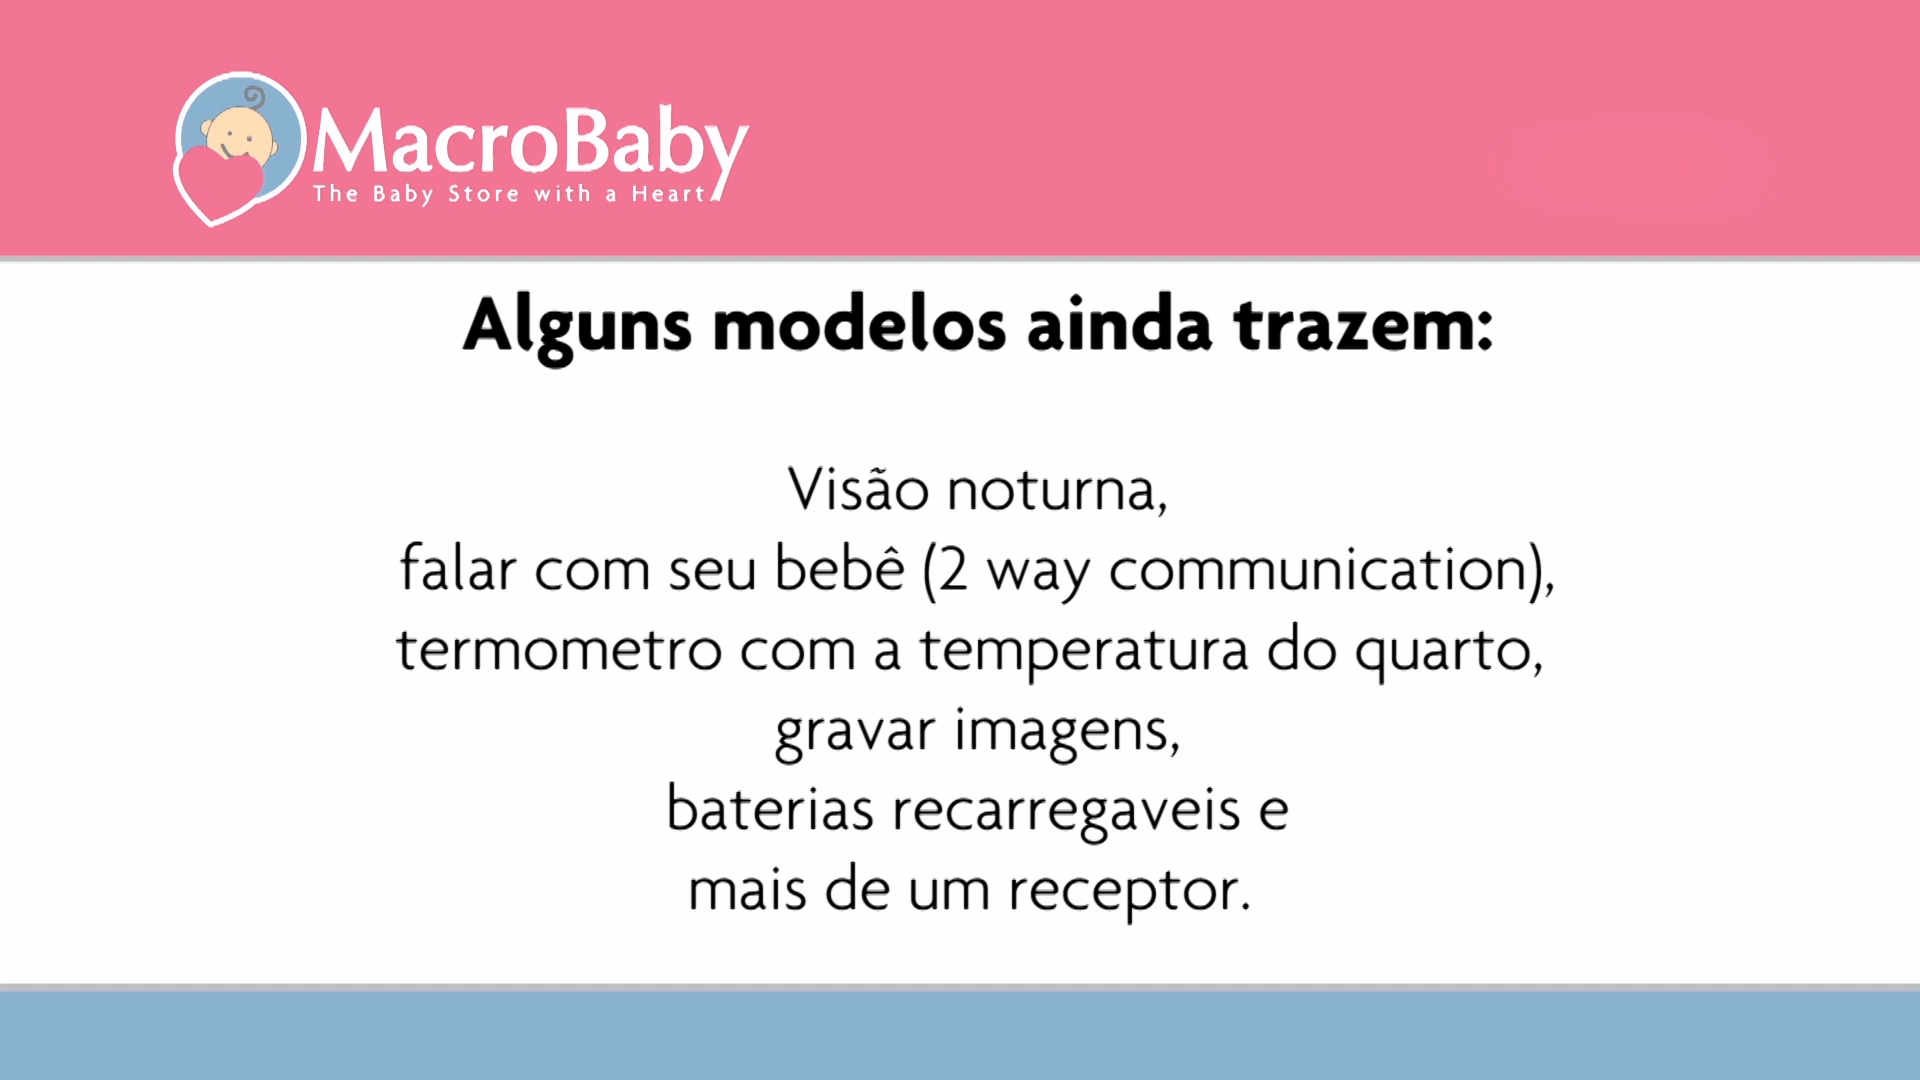 MacroBaby
The Baby Store with a Heart
Alguns modelos ainda trazem:
Visão noturna,
falar com seu bebê (2 way communication),
termometro com a temperatura do quarto,
gravar imagens,
baterias recarregaveis e
mais de um receptor.